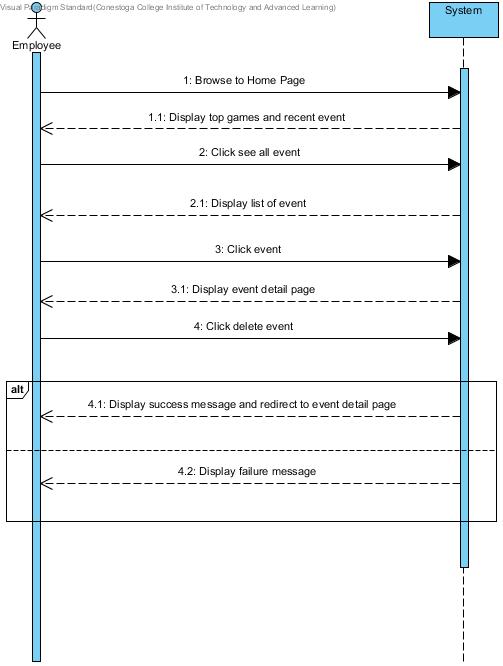 Visual Paradigm Standard(Conestoga College Institute of Technology and Advanced Learning)
System
Employee
1: Browse to Home Page
1.1: Display top games and recent event
2: Click see all event
2.1: Display list of event
3: Click event
3.1: Display event detail page
4: Click delete event
alt
4.1: Display success message and redirect to event detail page
4.2: Display failure message